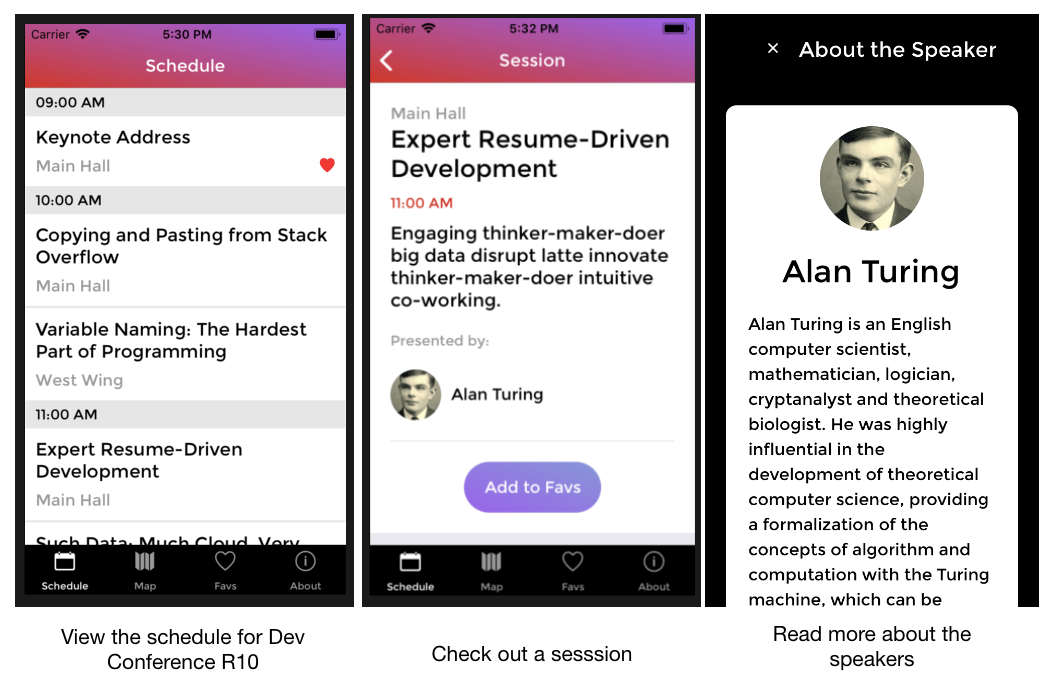 Carrier 5:30 PM
Schedule
09:00 AM
Keynote Address
Main Hall
10:00 AM
Copying and Pasting from Stack
Overflow
Main Hall
Variable Naming: The Hardest
Part of Programming
West Wing
11:00 AM
Expert Resume-Driven
Development
Main Hall
Such Data; Much Cloud, Very
Schedule Map Favs About
View the schedule for Dev
Conference R10
Carrier 5:32 PM
Session
Main Hall
Expert Resume-Driven
Development
11:00 AM
Engaging thinker-maker-doer
big data disrupt latte innovate
thinker-maker-doer intuitive
co-working.
Presented by:
Alan Turing
Add to Favs
Schedule Map Favs About
Check out a sesssion
× About the Speaker
Alan Turing
Alan Turing is an English
computer scientist,
mathematician, logician,
cryptanalyst and theoretical
biologist. He was highly
influential in the
development of theoretical
computer science, providing
a formalization of the
concepts of algorithm and
computation with the Turing
machine, which can be
Read more about the
speakers